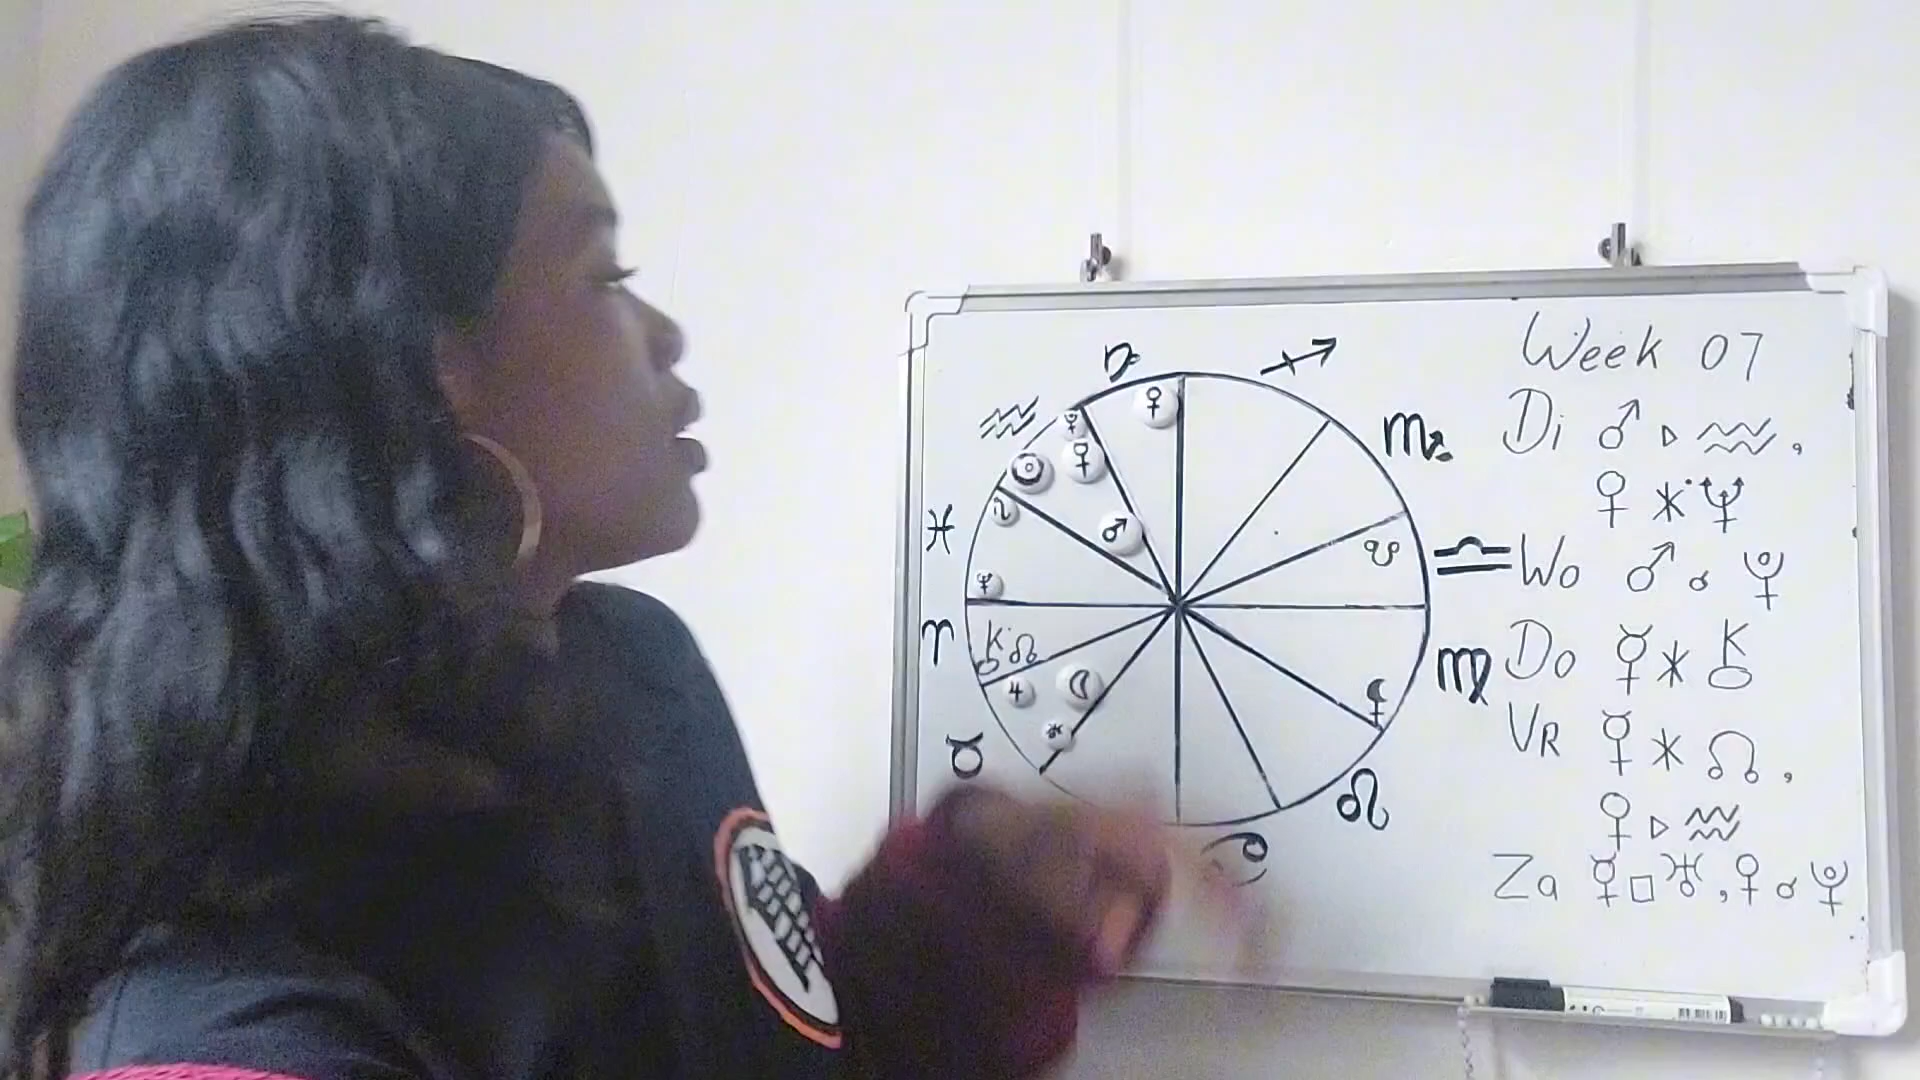 Week 07
Di ♂ ▷ ♒,
♀ ⚹ ♆
Wo ♂ ☌ ♇
Do ☿ ⚹ ⚷
VR ☿ ⚹ ☊,
♀ ▷ ♒
Za ☿ □ ♅, ♀ ☌ ♇
♑ ♐
♒ ♀ ♏
♇ ☿ ☉
♓ ♂ ☋ ♎
♆
♈ ⚷ ☊ ♍
♃ ☾ ⚸
♉ ♌
♋